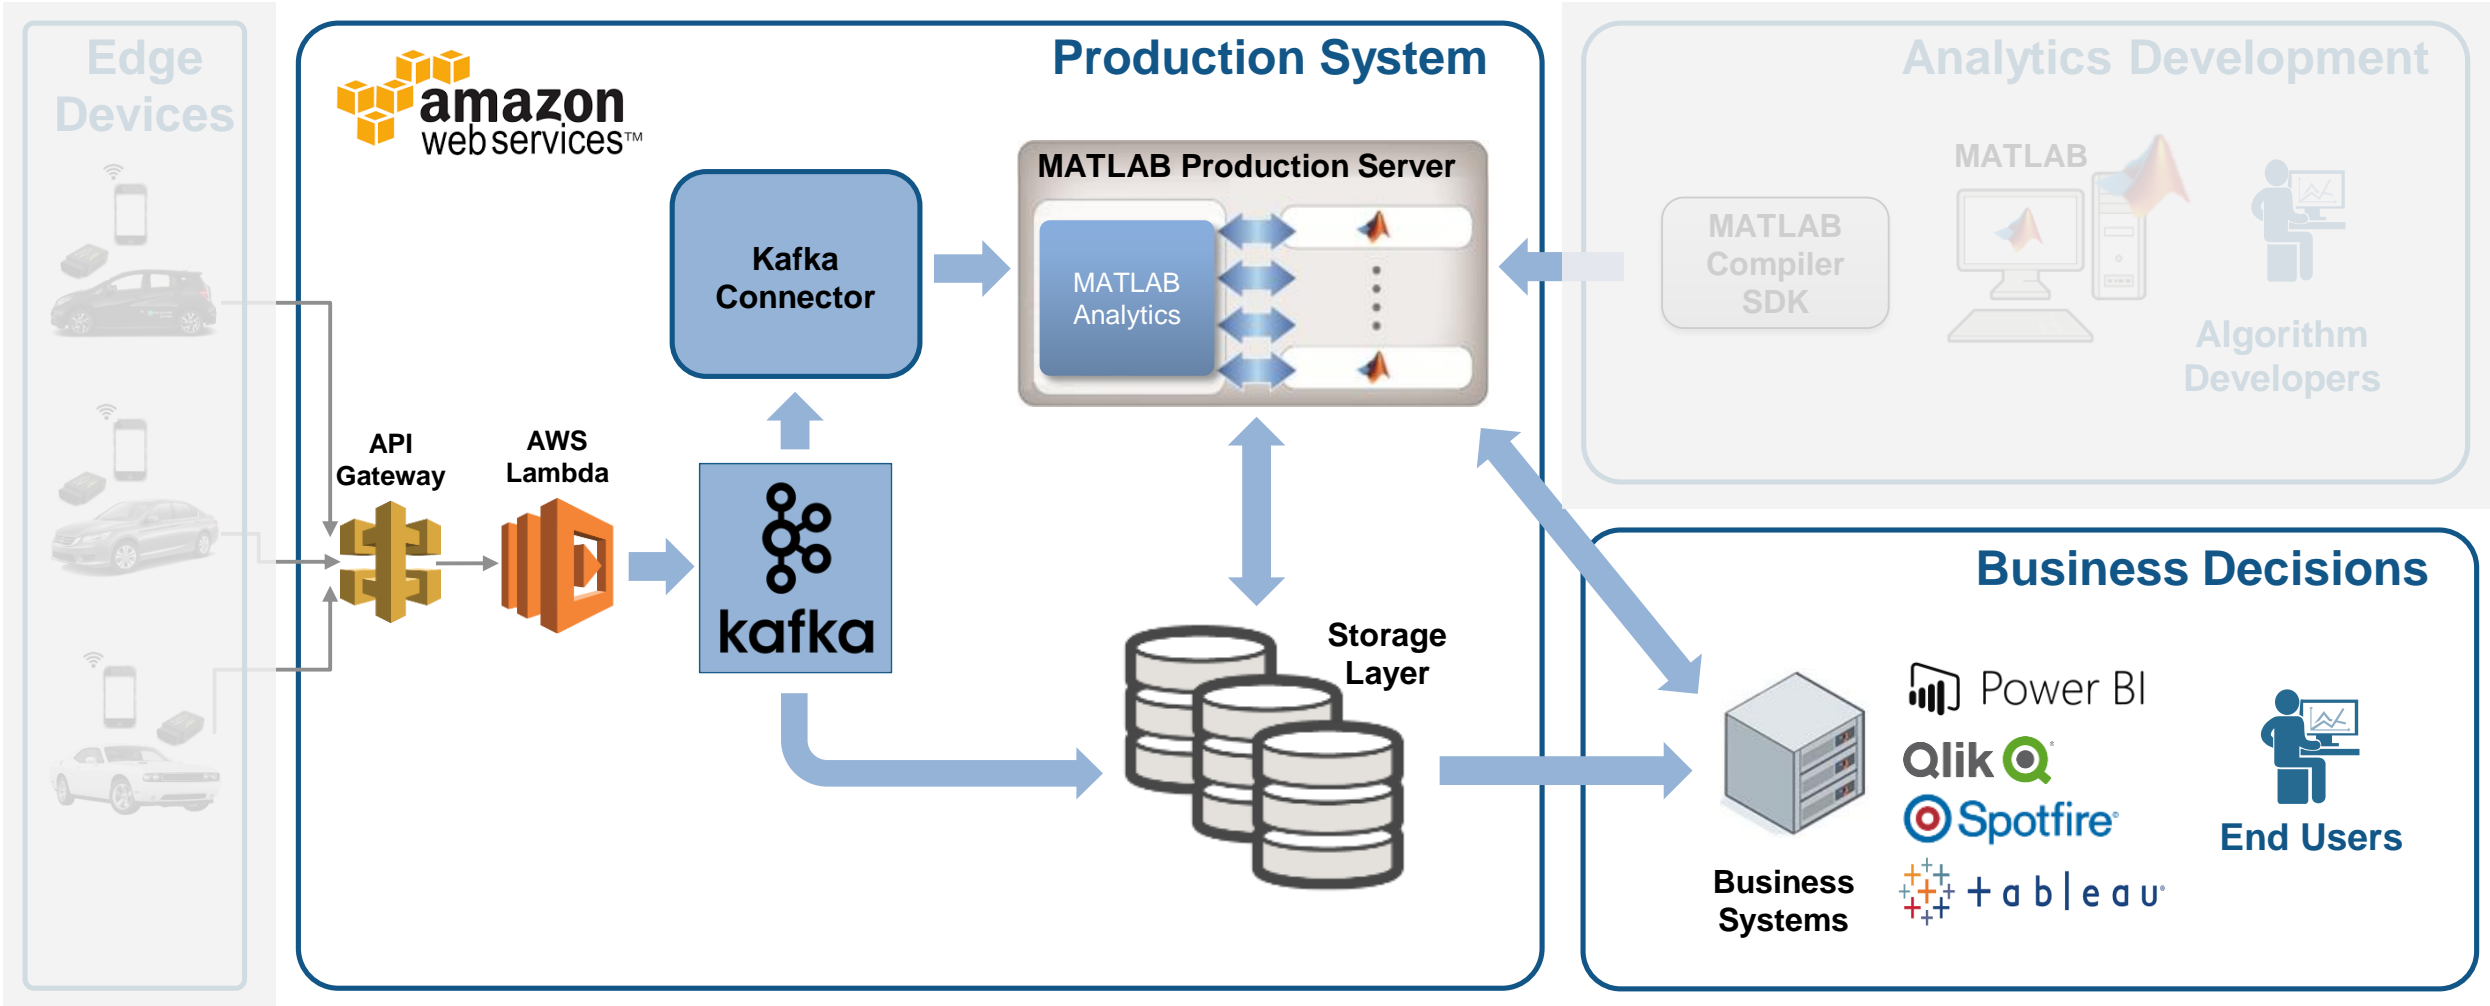 Edge
Devices
amazon
web services™
Production System
MATLAB Production Server
MATLAB
Analytics
Kafka
Connector
API
Gateway
AWS
Lambda
kafka
Storage
Layer
Analytics Development
MATLAB
Compiler
SDK
MATLAB
Algorithm
Developers
Business Decisions
Business
Systems
Power BI
Qlik
Spotfire®
+ a b | e a u®
End Users